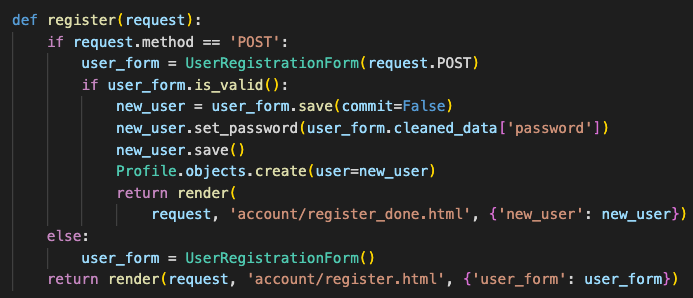 def register(request):
    if request.method == 'POST':
        user_form = UserRegistrationForm(request.POST)
        if user_form.is_valid():
            new_user = user_form.save(commit=False)
            new_user.set_password(user_form.cleaned_data['password'])
            new_user.save()
            Profile.objects.create(user=new_user)
            return render(
                request, 'account/register_done.html', {'new_user': new_user})
    else:
        user_form = UserRegistrationForm()
    return render(request, 'account/register.html', {'user_form': user_form})